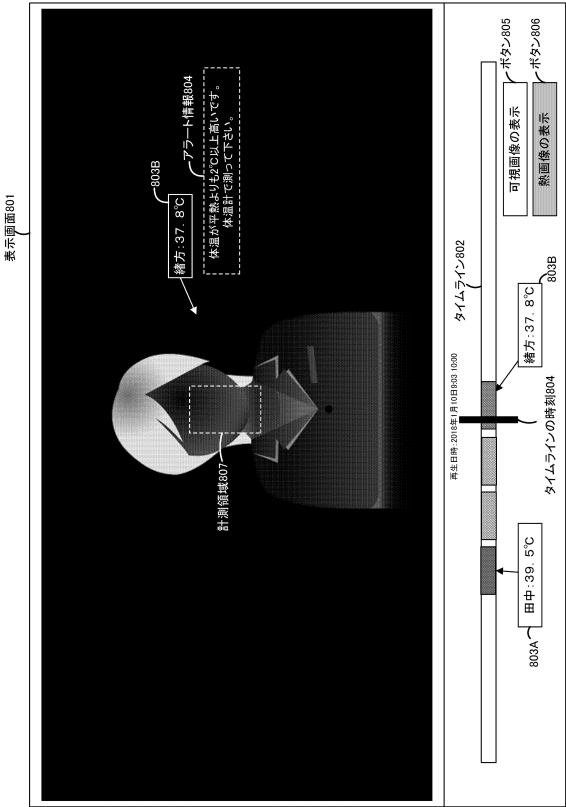 表示画面801
803B
緒方:37.8℃
アラート情報804
体温が平熱よりも2℃以上高いです。
体温計で測って下さい。
計測領域807
再生日時:2018年1月10日9:03 10:00
タイムライン802
ボタン805
可視画像の表示
ボタン806
熱画像の表示
田中:39.5℃
803A
タイムラインの時刻804
緒方:37.8℃
803B